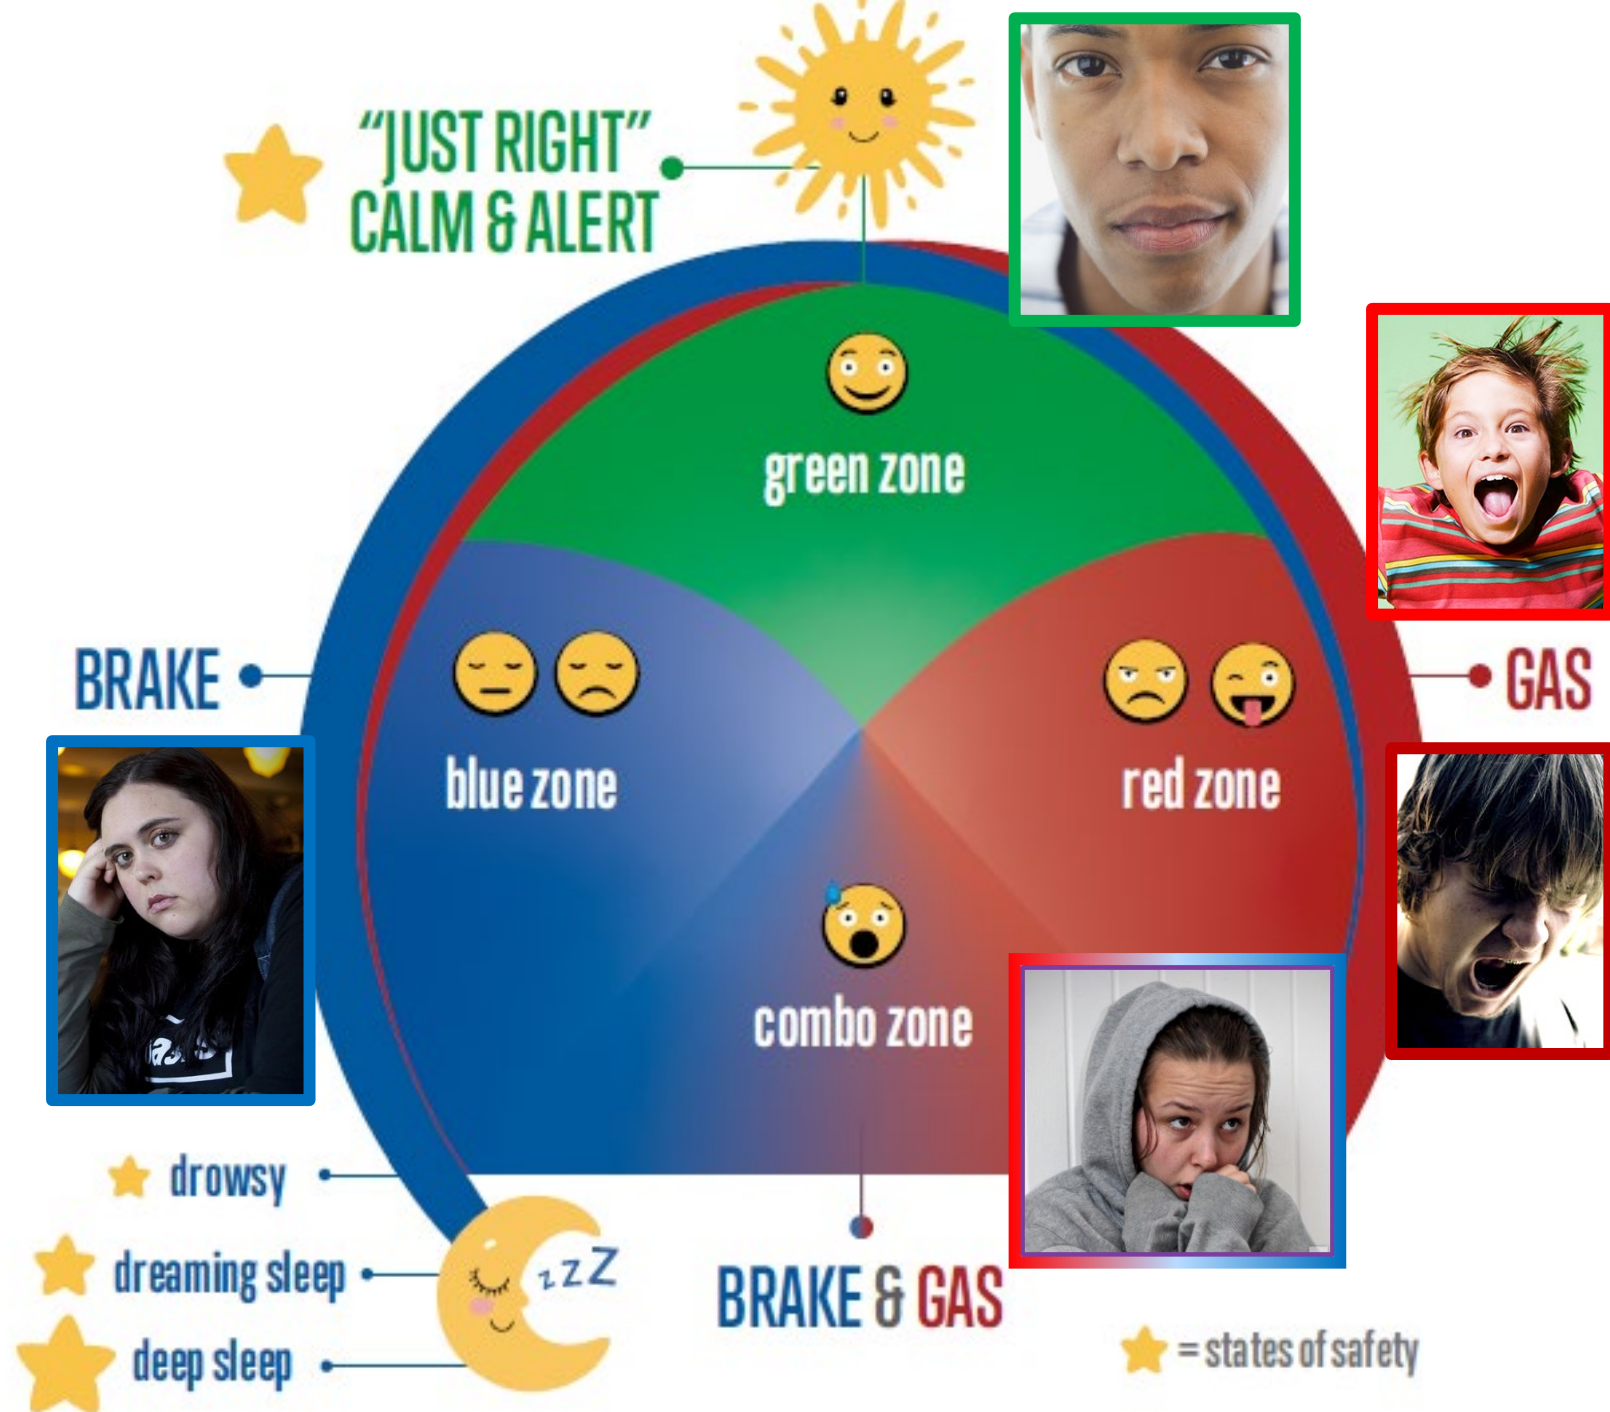 “JUST RIGHT”
CALM & ALERT
green zone
BRAKE
GAS
blue zone
red zone
combo zone
drowsy
dreaming sleep
deep sleep
zzZ
BRAKE & GAS
= states of safety